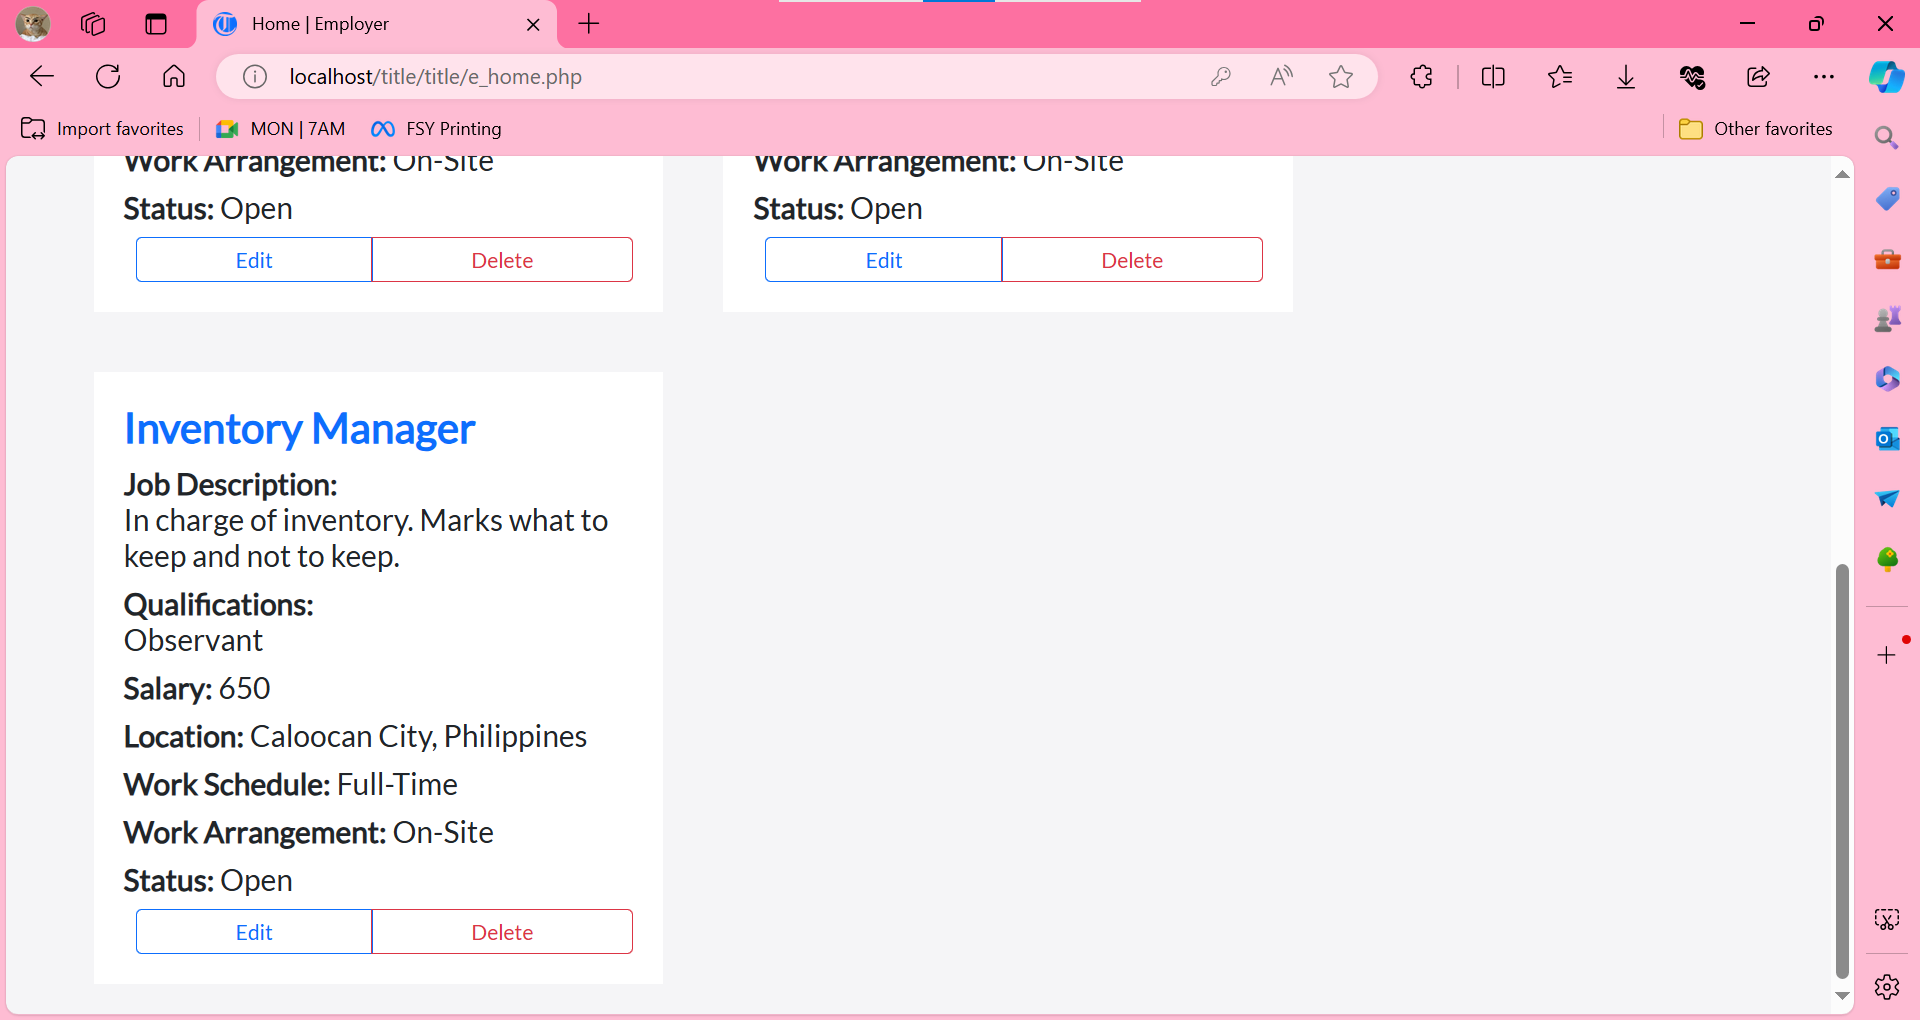 Home | Employer
localhost/title/title/e_home.php
Import favorites
MON | 7AM
FSY Printing
Other favorites
Work Arrangement: On-Site
Status: Open
Edit
Delete
Work Arrangement: On-Site
Status: Open
Edit
Delete
Inventory Manager
Job Description:
In charge of inventory. Marks what to
keep and not to keep.
Qualifications:
Observant
Salary: 650
Location: Caloocan City, Philippines
Work Schedule: Full-Time
Work Arrangement: On-Site
Status: Open
Edit
Delete